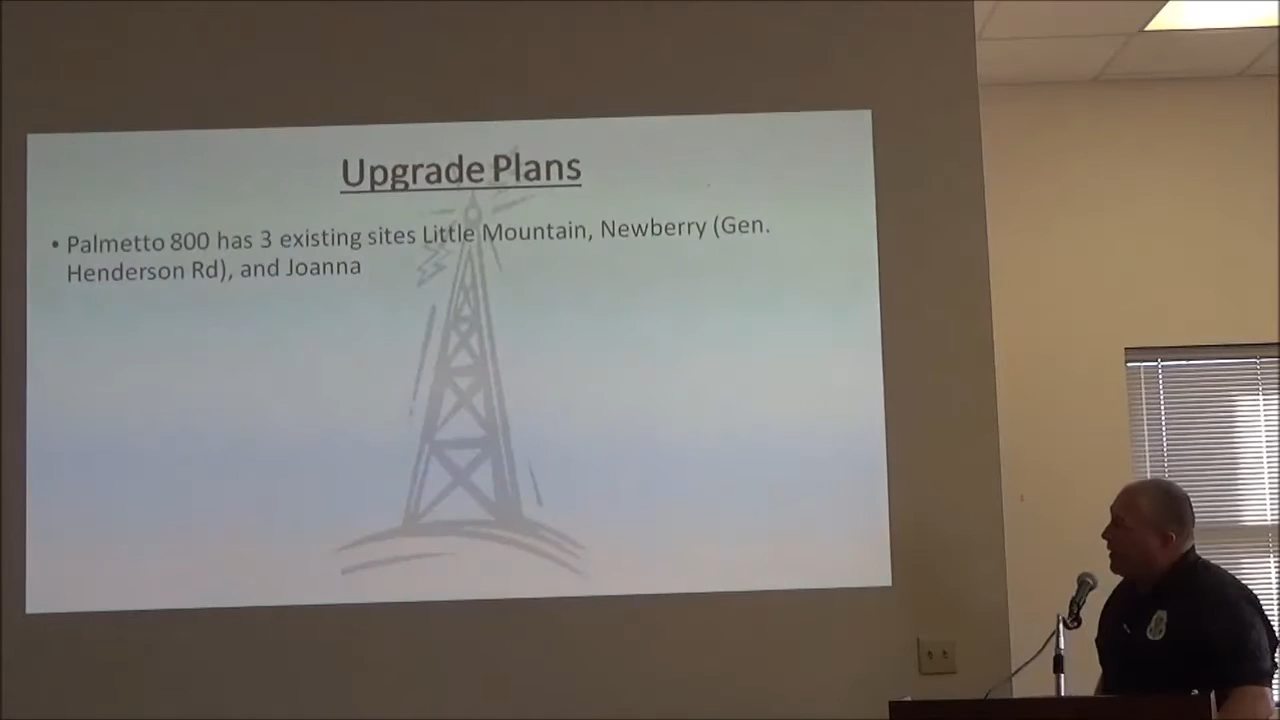 Upgrade Plans
• Palmetto 800 has 3 existing sites Little Mountain, Newberry (Gen.
Henderson Rd), and Joanna